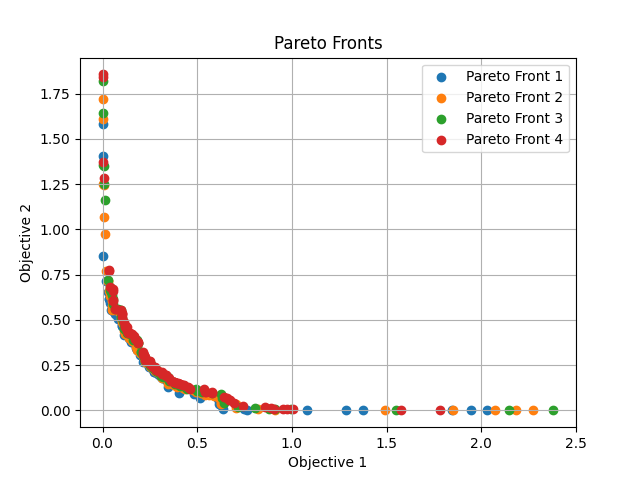 Pareto Fronts
Pareto Front 1
Pareto Front 2
Pareto Front 3
Pareto Front 4
Objective 2
1.75
1.50
1.25
1.00
0.75
0.50
0.25
0.00
0.0 0.5 1.0 1.5 2.0 2.5
Objective 1